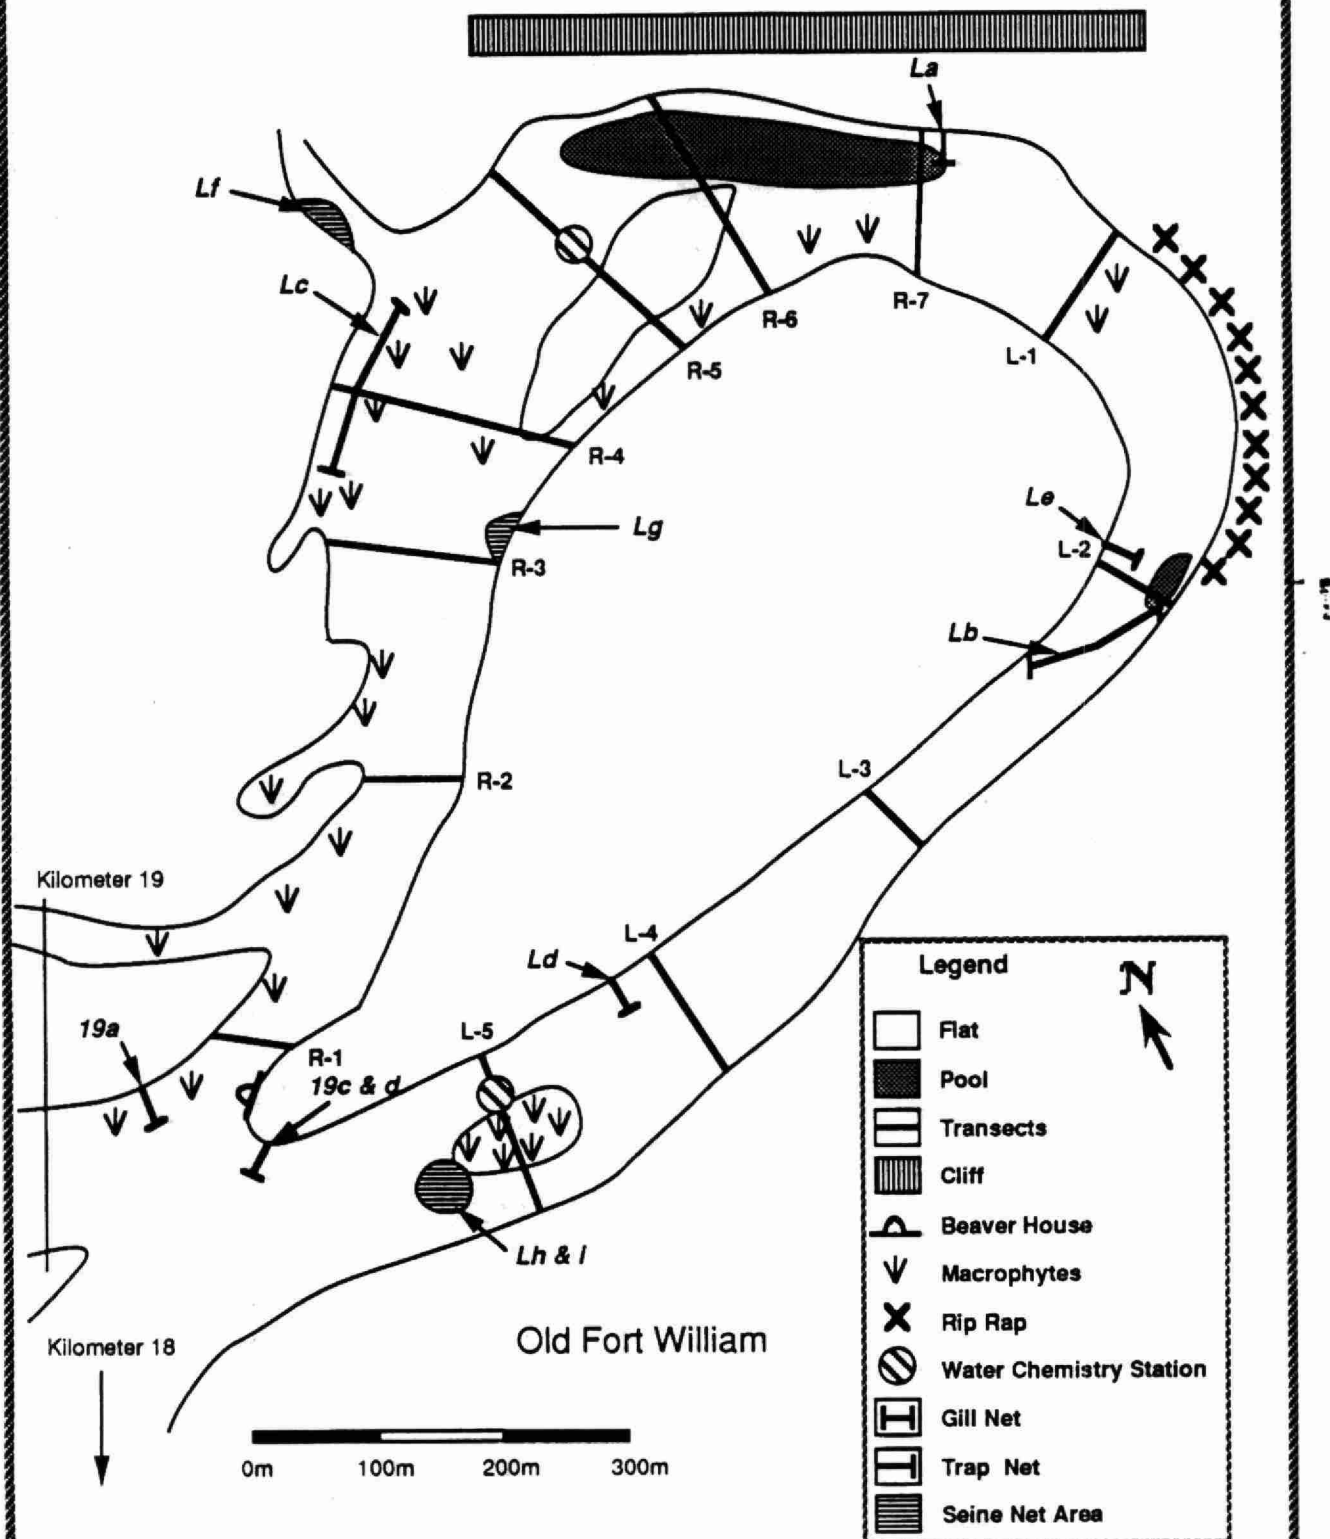 La
Lf
Lc
R-7
R-6
L-1
R-5
R-4
Le
Lg
L-2
R-3
Lb
L-3
R-2
Kilometer 19
L-4
Ld
Legend
N
19a
L-5
Flat
R-1
Pool
19c & d
Transects
Cliff
Beaver House
Lh & i
Macrophytes
Rip Rap
Old Fort William
Kilometer 18
Water Chemistry Station
Gill Net
0m 100m 200m 300m
Trap Net
Seine Net Area